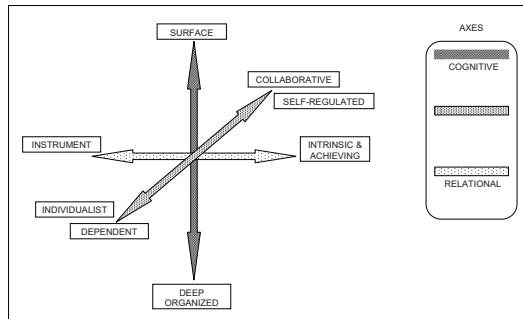 SURFACE
COLLABORATIVE
SELF-REGULATED
INSTRUMENT
INTRINSIC &
ACHIEVING
INDIVIDUALIST
DEPENDENT
DEEP
ORGANIZED
AXES
COGNITIVE
RELATIONAL